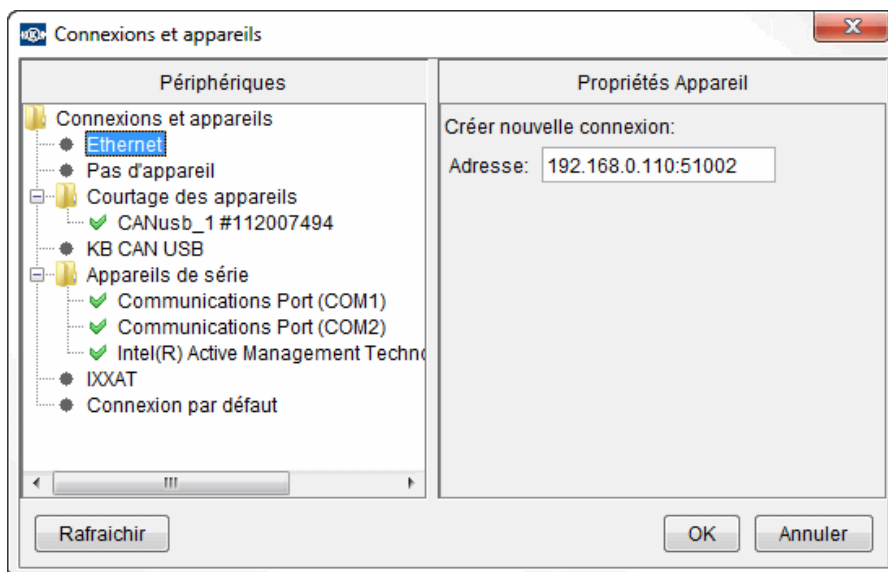 Connexions et appareils
Périphériques
Connexions et appareils
Ethernet
Pas d'appareil
Courtage des appareils
CANusb_1 #112007494
KB CAN USB
Appareils de série
Communications Port (COM1)
Communications Port (COM2)
Intel(R) Active Management Techno
IXXAT
Connexion par défaut
Propriétés Appareil
Créer nouvelle connexion:
Adresse: 192.168.0.110:51002
Rafraichir
OK
Annuler